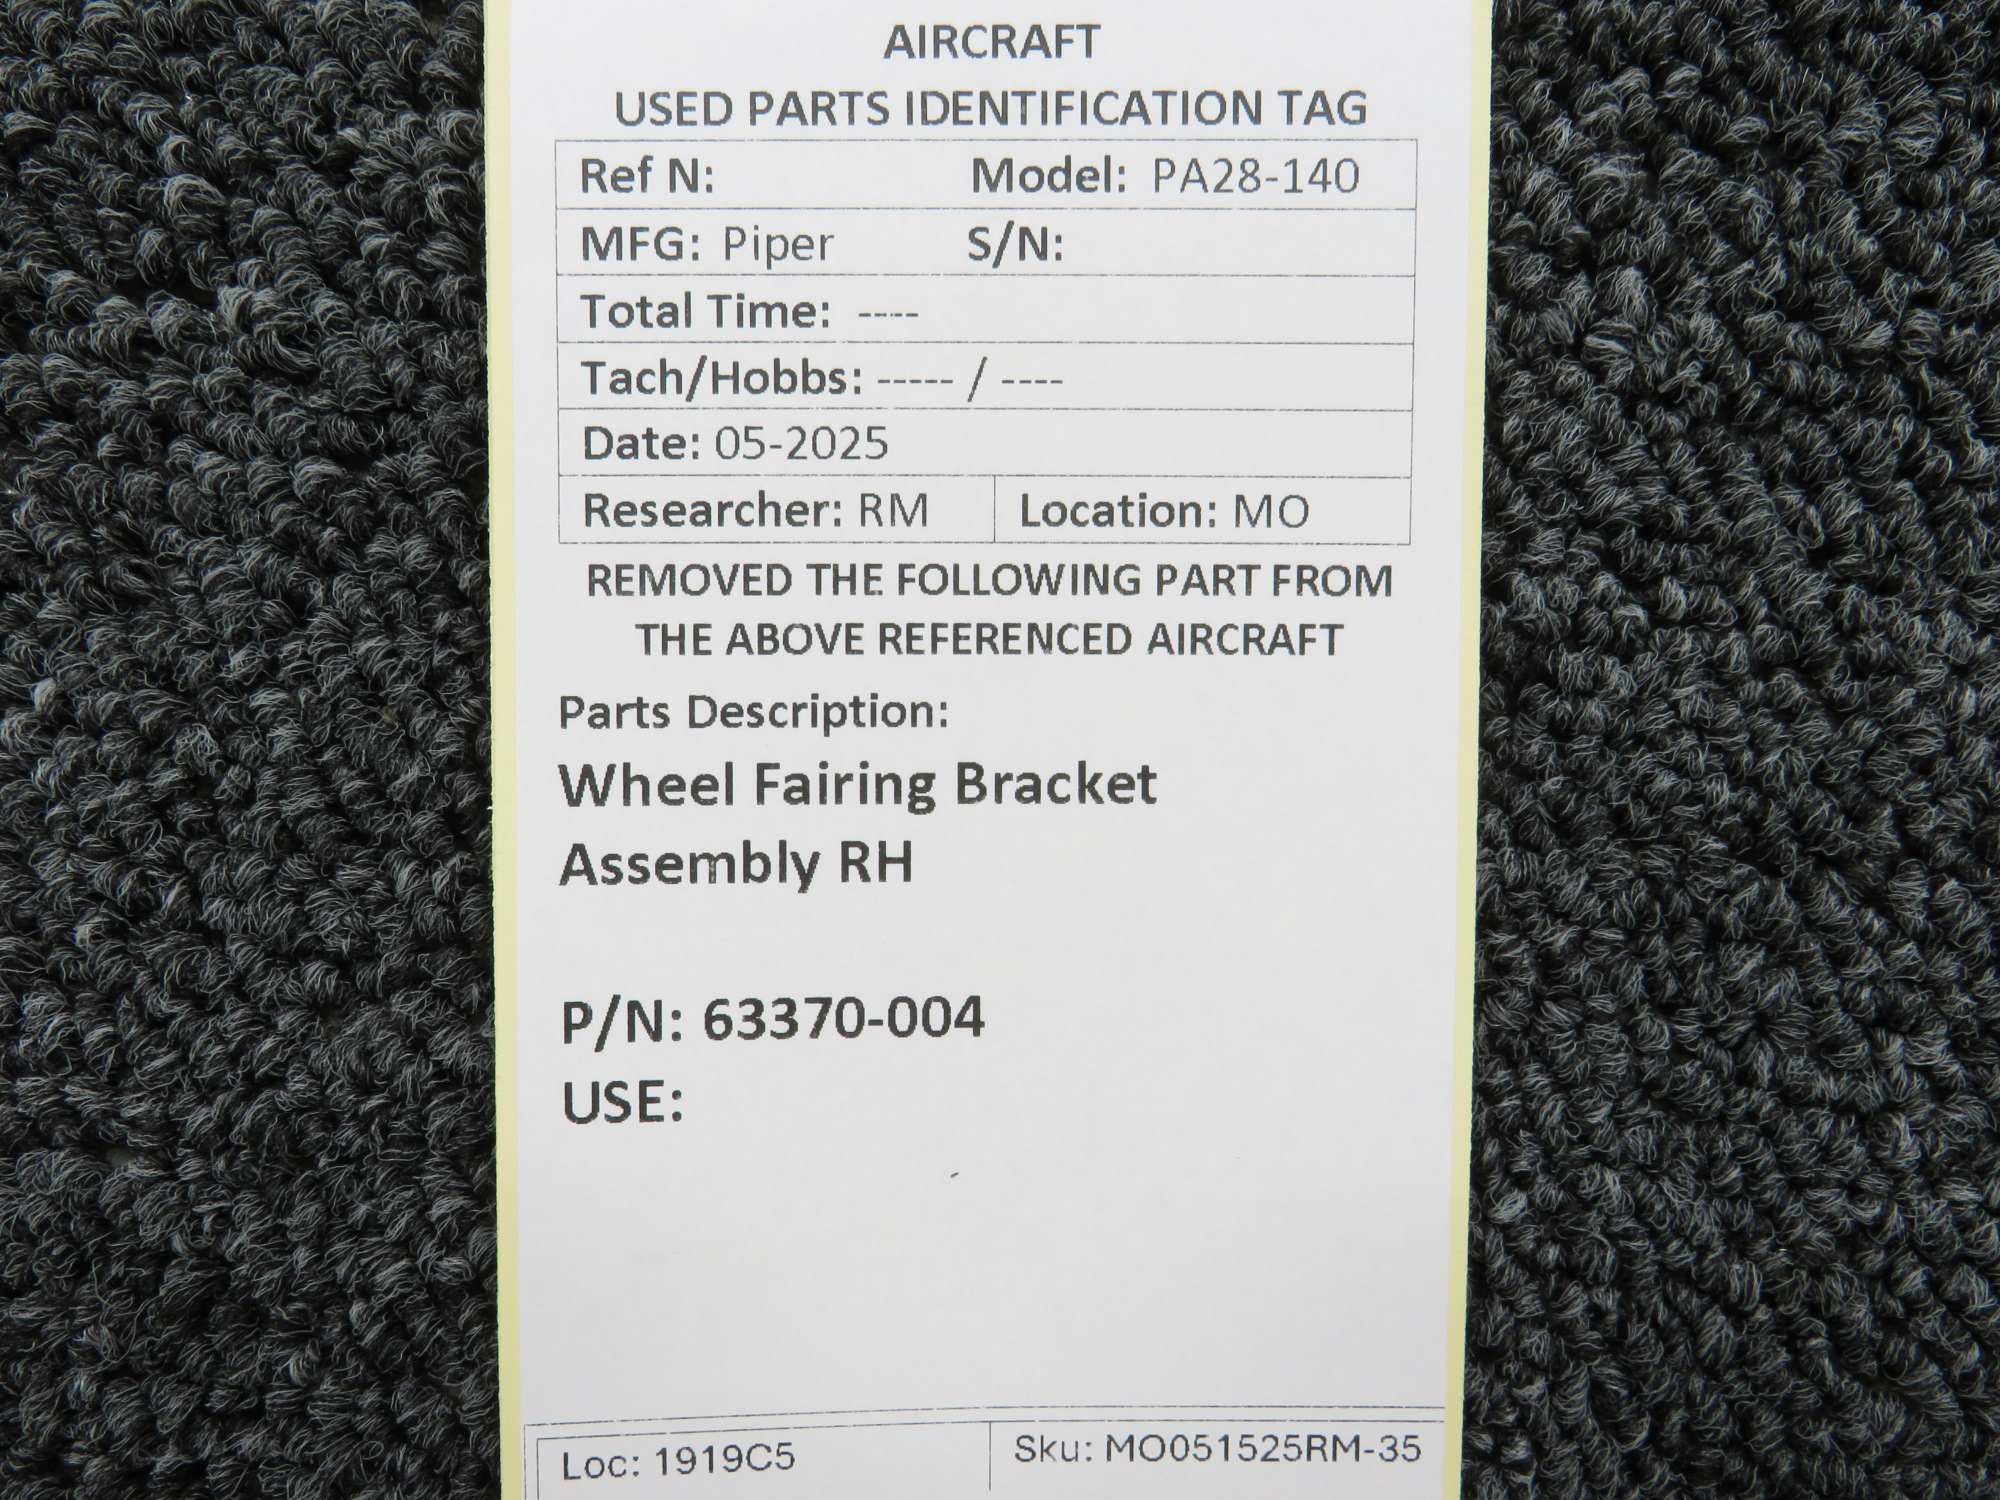 AIRCRAFT
USED PARTS IDENTIFICATION TAG
Ref N: Model: PA28-140
MFG: Piper S/N:
Total Time: ----
Tach/Hobbs: ----- / ----
Date: 05-2025
Researcher: RM Location: MO
REMOVED THE FOLLOWING PART FROM
THE ABOVE REFERENCED AIRCRAFT
Parts Description:
Wheel Fairing Bracket
Assembly RH
P/N: 63370-004
USE:
Loc: 1919C5 Sku: MO051525RM-35